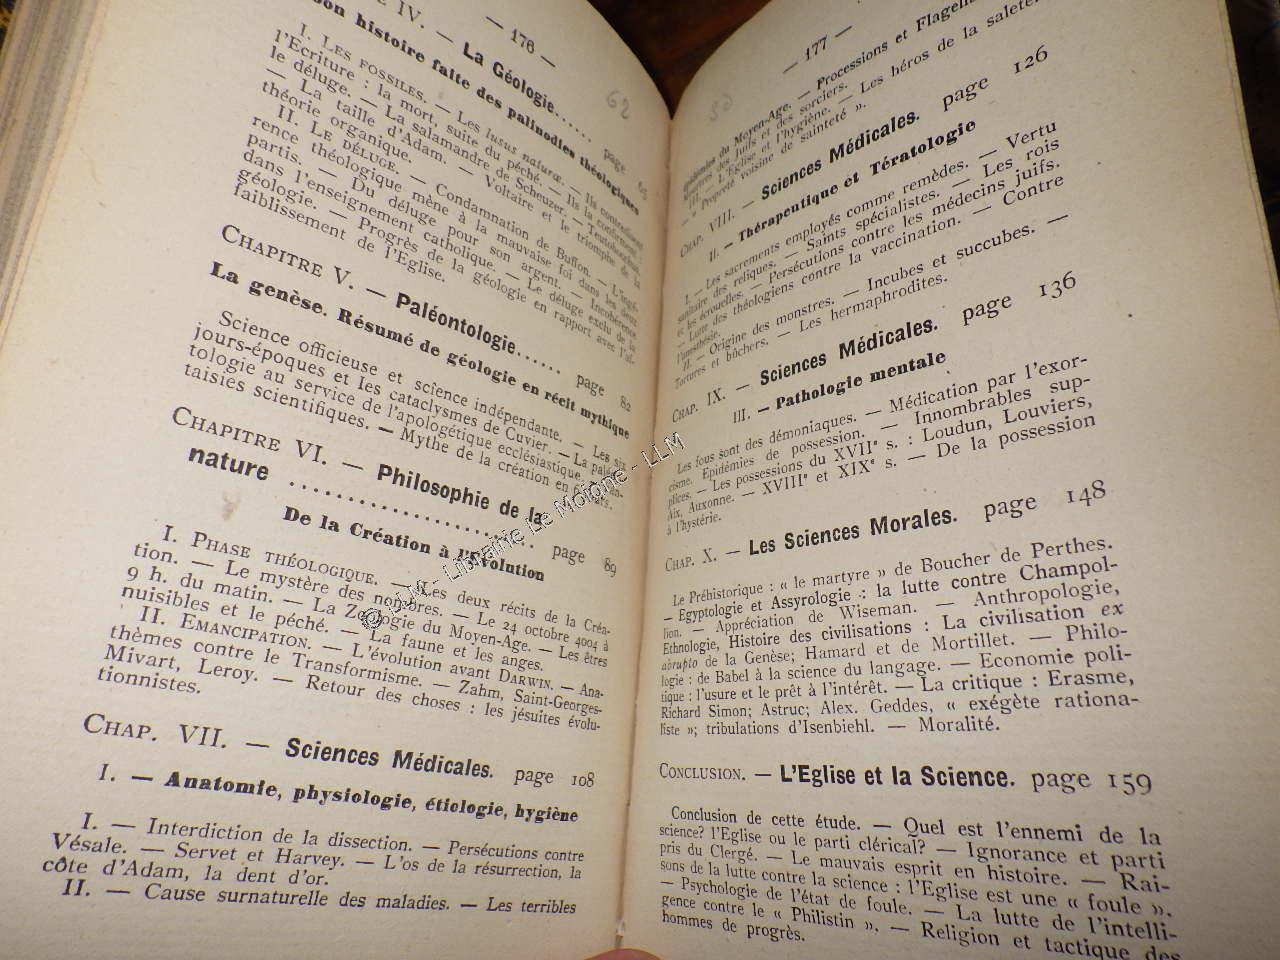 — 176 —
IV. — La Géologie...... page 65
son histoire faite des palinodies théologiques
I. LES FOSSILES. — Les lusus naturæ. — Ils contredisent
l'Ecriture : la mort, suite du péché. — Ils la confirment :
le déluge. — La salamandre de Scheuzer. — Teutobocchus.
— La taille d'Adam. — Voltaire et le triomphe de la
théorie organique.
II. LE DÉLUGE. — Condamnation de Buffon. — L'ingé-
rence théologique mène à la mauvaise foi dans les deux
partis. — Du déluge pour son argent. — Incohérence
dans l'enseignement catholique. — Le déluge exclu de la
géologie. — Progrès de la géologie en rapport avec l'af-
faiblissement de l'Eglise.
CHAPITRE V. — Paléontologie...... page 82
La genèse. Résumé de géologie en récit mythique
Science officieuse et science indépendante. — Les six
jours-époques et les cataclysmes de Cuvier. — La paléon-
tologie au service de l'apologétique ecclésiastique. — Fan-
taisies scientifiques. — Mythe de la création en 6 jours.
CHAPITRE VI. — Philosophie de la
nature .................... page 89
De la Création à l'Evolution
I. PHASE THÉOLOGIQUE. — Les deux récits de la Créa-
tion. — Le mystère des nombres. — Le 24 octobre 4004 à
9 h. du matin. — La Zoologie du Moyen-Age. — Les êtres
nuisibles et le péché. — La faune et les anges.
II. EMANCIPATION. — L'évolution avant DARWIN. — Ana-
thèmes contre le Transformisme. — Zahm, Saint-Georges-
Mivart, Leroy. — Retour des choses : les jésuites évolu-
tionnistes.
CHAP. VII. — Sciences Médicales. page 108
I. — Anatomie, physiologie, étiologie, hygiène
I. — Interdiction de la dissection. — Persécutions contre
Vésale. — Servet et Harvey. — L'os de la résurrection, la
côte d'Adam, la dent d'or.
II. — Cause surnaturelle des maladies. — Les terribles
62
— 177 —
épidémies du Moyen-Age. — Processions et Flagellants
des juifs et des sorciers.
III. — L'Eglise et l'hygiène. — Les héros de la saleté.
— « Propreté voisine de sainteté ».
CHAP. VIII. — Sciences Médicales. page 126
II. — Thérapeutique et Tératologie
I. — Les sacrements employés comme remèdes. — Vertu
sanitaire des reliques. — Saints spécialistes. — Les rois
et les écrouelles. — Persécutions contre les médecins juifs.
— Lutte des théologiens contre la vaccination. — Contre
l'anesthésie.
II. — Origine des monstres. — Incubes et succubes. —
Tortures et bûchers. — Les hermaphrodites.
CHAP. IX. — Sciences Médicales. page 136
III. — Pathologie mentale
Les fous sont des démoniaques. — Médication par l'exor-
cisme. Epidémies de possession. — Innombrables sup-
plices. — Les possessions du XVIIe s. : Loudun, Louviers,
Aix, Auxonne. — XVIIIe et XIXe s. — De la possession
à l'hystérie.
CHAP. X. — Les Sciences Morales. page 148
Le Préhistorique : « le martyre » de Boucher de Perthes.
— Egyptologie et Assyrologie : la lutte contre Champol-
lion. — Appréciation de Wiseman. — Anthropologie,
Ethnologie, Histoire des civilisations : La civilisation ex
abrupto de la Genèse; Hamard et de Mortillet. — Philo-
logie : de Babel à la science du langage. — Economie poli-
tique : l'usure et le prêt à l'intérêt. — La critique : Erasme,
Richard Simon; Astruc; Alex. Geddes, « exégète rationa-
liste »; tribulations d'Isenbiehl. — Moralité.
CONCLUSION. — L'Eglise et la Science. page 159
Conclusion de cette étude. — Quel est l'ennemi de la
science? l'Eglise ou le parti clérical? — Ignorance et parti
pris du Clergé. — Le mauvais esprit en histoire. — Rai-
sons de la lutte contre la science : l'Eglise est une « foule ».
— Psychologie de l'état de foule. — La lutte de l'intelli-
gence contre le « Philistin ». — Religion et tactique des
hommes de progrès.
@ LLM - Librairie Le Moïone - LLM